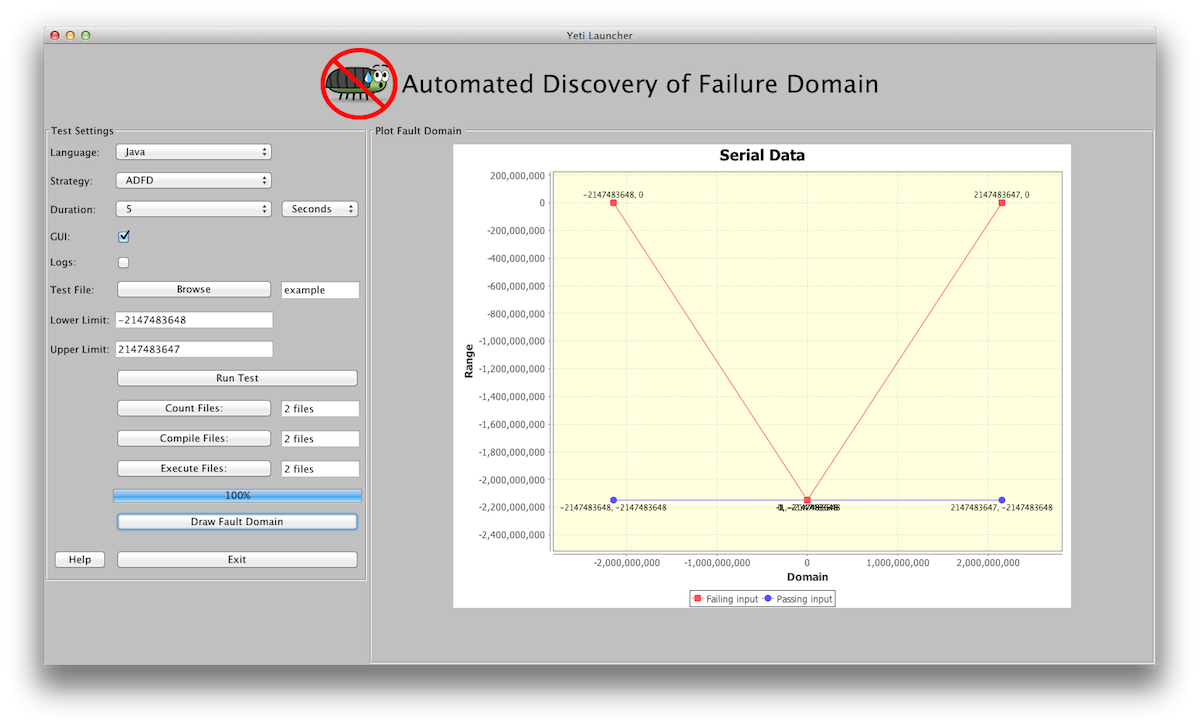 Yeti Launcher
Automated Discovery of Failure Domain
Test Settings
Language: Java
Strategy: ADFD
Duration: 5 Seconds
GUI:
Logs:
Test File: Browse example
Lower Limit: -2147483648
Upper Limit: 2147483647
Run Test
Count Files: 2 files
Compile Files: 2 files
Execute Files: 2 files
100%
Draw Fault Domain
Help Exit
Plot Fault Domain
Serial Data
200,000,000
0
-200,000,000
-400,000,000
-600,000,000
-800,000,000
-1,000,000,000
-1,200,000,000
-1,400,000,000
-1,600,000,000
-1,800,000,000
-2,000,000,000
-2,200,000,000
-2,400,000,000
Range
-2147483648, 0
2147483647, 0
-2147483648, -2147483648
2147483647, -2147483648
-2,000,000,000 -1,000,000,000 0 1,000,000,000 2,000,000,000
Domain
Failing input Passing input